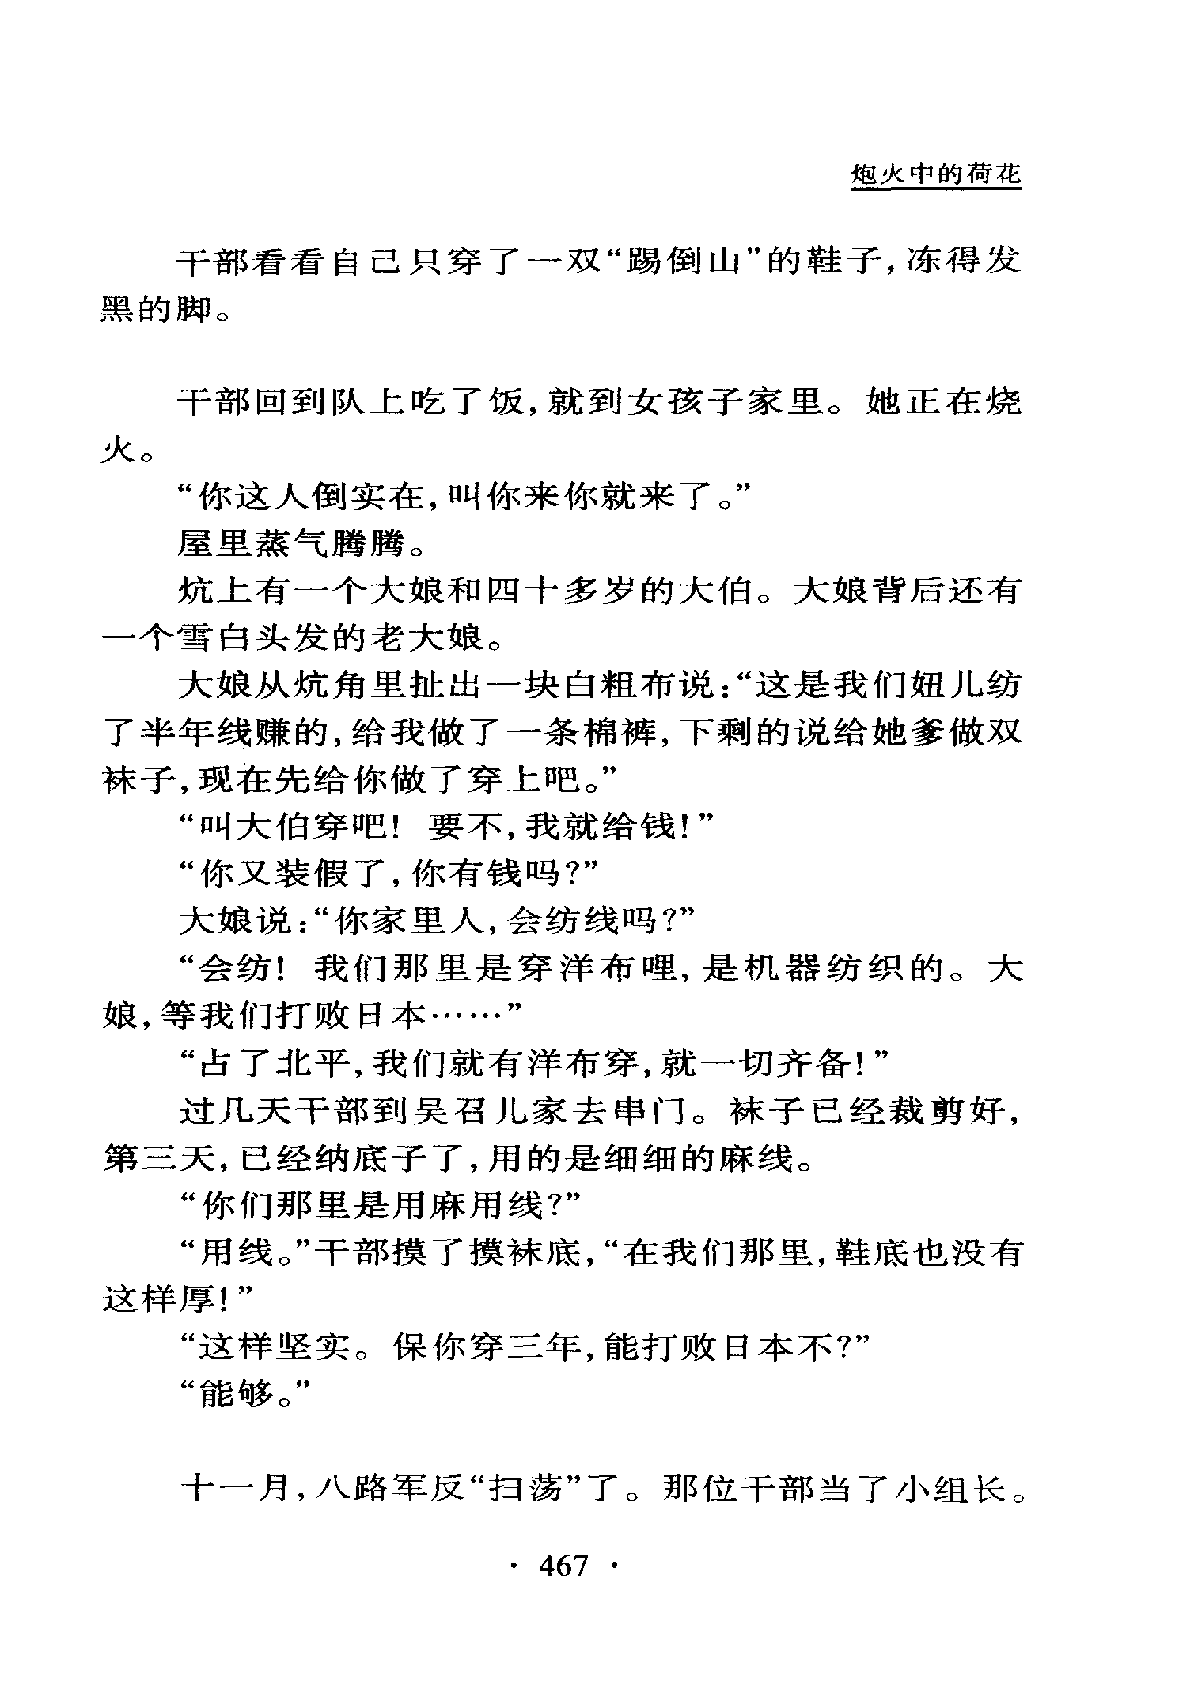 炮火中的荷花
干部看看自己只穿了一双“踢倒山”的鞋子,冻得发
黑的脚。
干部回到队上吃了饭,就到女孩子家里。她正在烧
火。
“你这人倒实在,叫你来你就来了。”
屋里蒸气腾腾。
炕上有一个大娘和四十多岁的大伯。大娘背后还有
一个雪白头发的老大娘。
大娘从炕角里扯出一块白粗布说:“这是我们妞儿纺
了半年线赚的,给我做了一条棉裤,下剩的说给她爹做双
袜子,现在先给你做了穿上吧。”
“叫大伯穿吧! 要不,我就给钱!”
“你又装假了,你有钱吗?”
大娘说:“你家里人,会纺线吗?”
“会纺! 我们那里是穿洋布哩,是机器纺织的。大
娘,等我们打败日本……”
“占了北平,我们就有洋布穿,就一切齐备!”
过几天干部到吴召儿家去串门。袜子已经裁剪好,
第三天,已经纳底子了,用的是细细的麻线。
“你们那里是用麻用线?”
“用线。”干部摸了摸袜底,“在我们那里,鞋底也没有
这样厚!”
“这样坚实。保你穿三年,能打败日本不?”
“能够。”
十一月,八路军反“扫荡”了。那位干部当了小组长。
· 467 ·